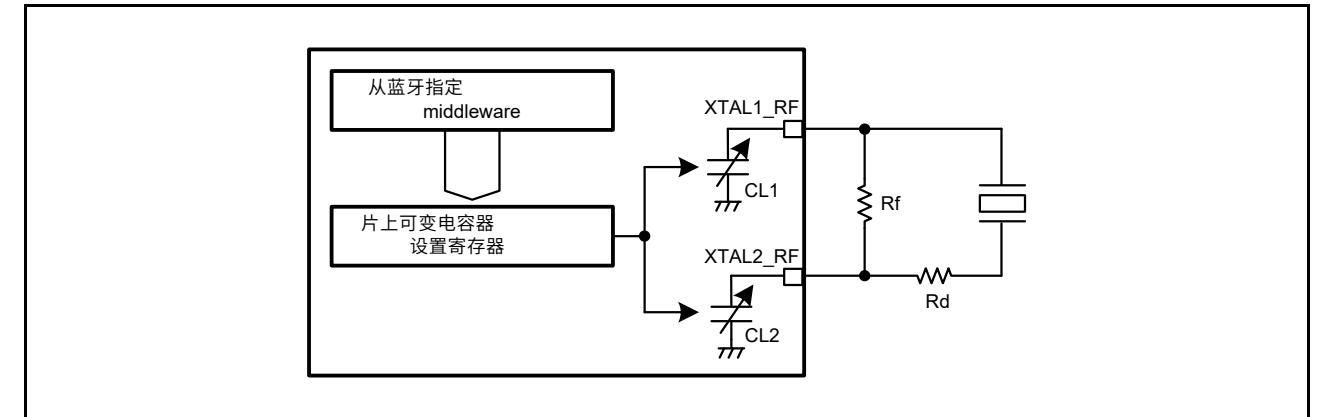 从蓝牙指定
middleware
片上可变电容器
设置寄存器
XTAL1_RF
CL1
XTAL2_RF
CL2
Rf
Rd